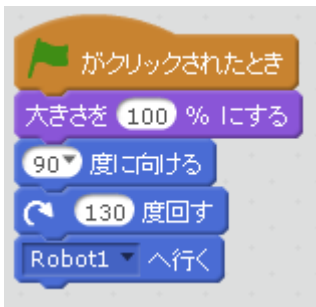 がクリックされたとき
大きさを 100 % にする
90 度に向ける
130 度回す
Robot1 へ行く